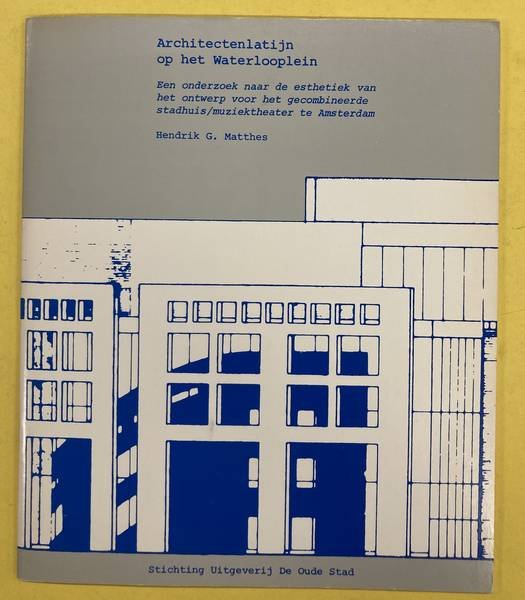 Architectenlatijn
op het Waterlooplein
Een onderzoek naar de esthetiek van
het ontwerp voor het gecombineerde
stadhuis/muziektheater te Amsterdam
Hendrik G. Matthes
Stichting Uitgeverij De Oude Stad